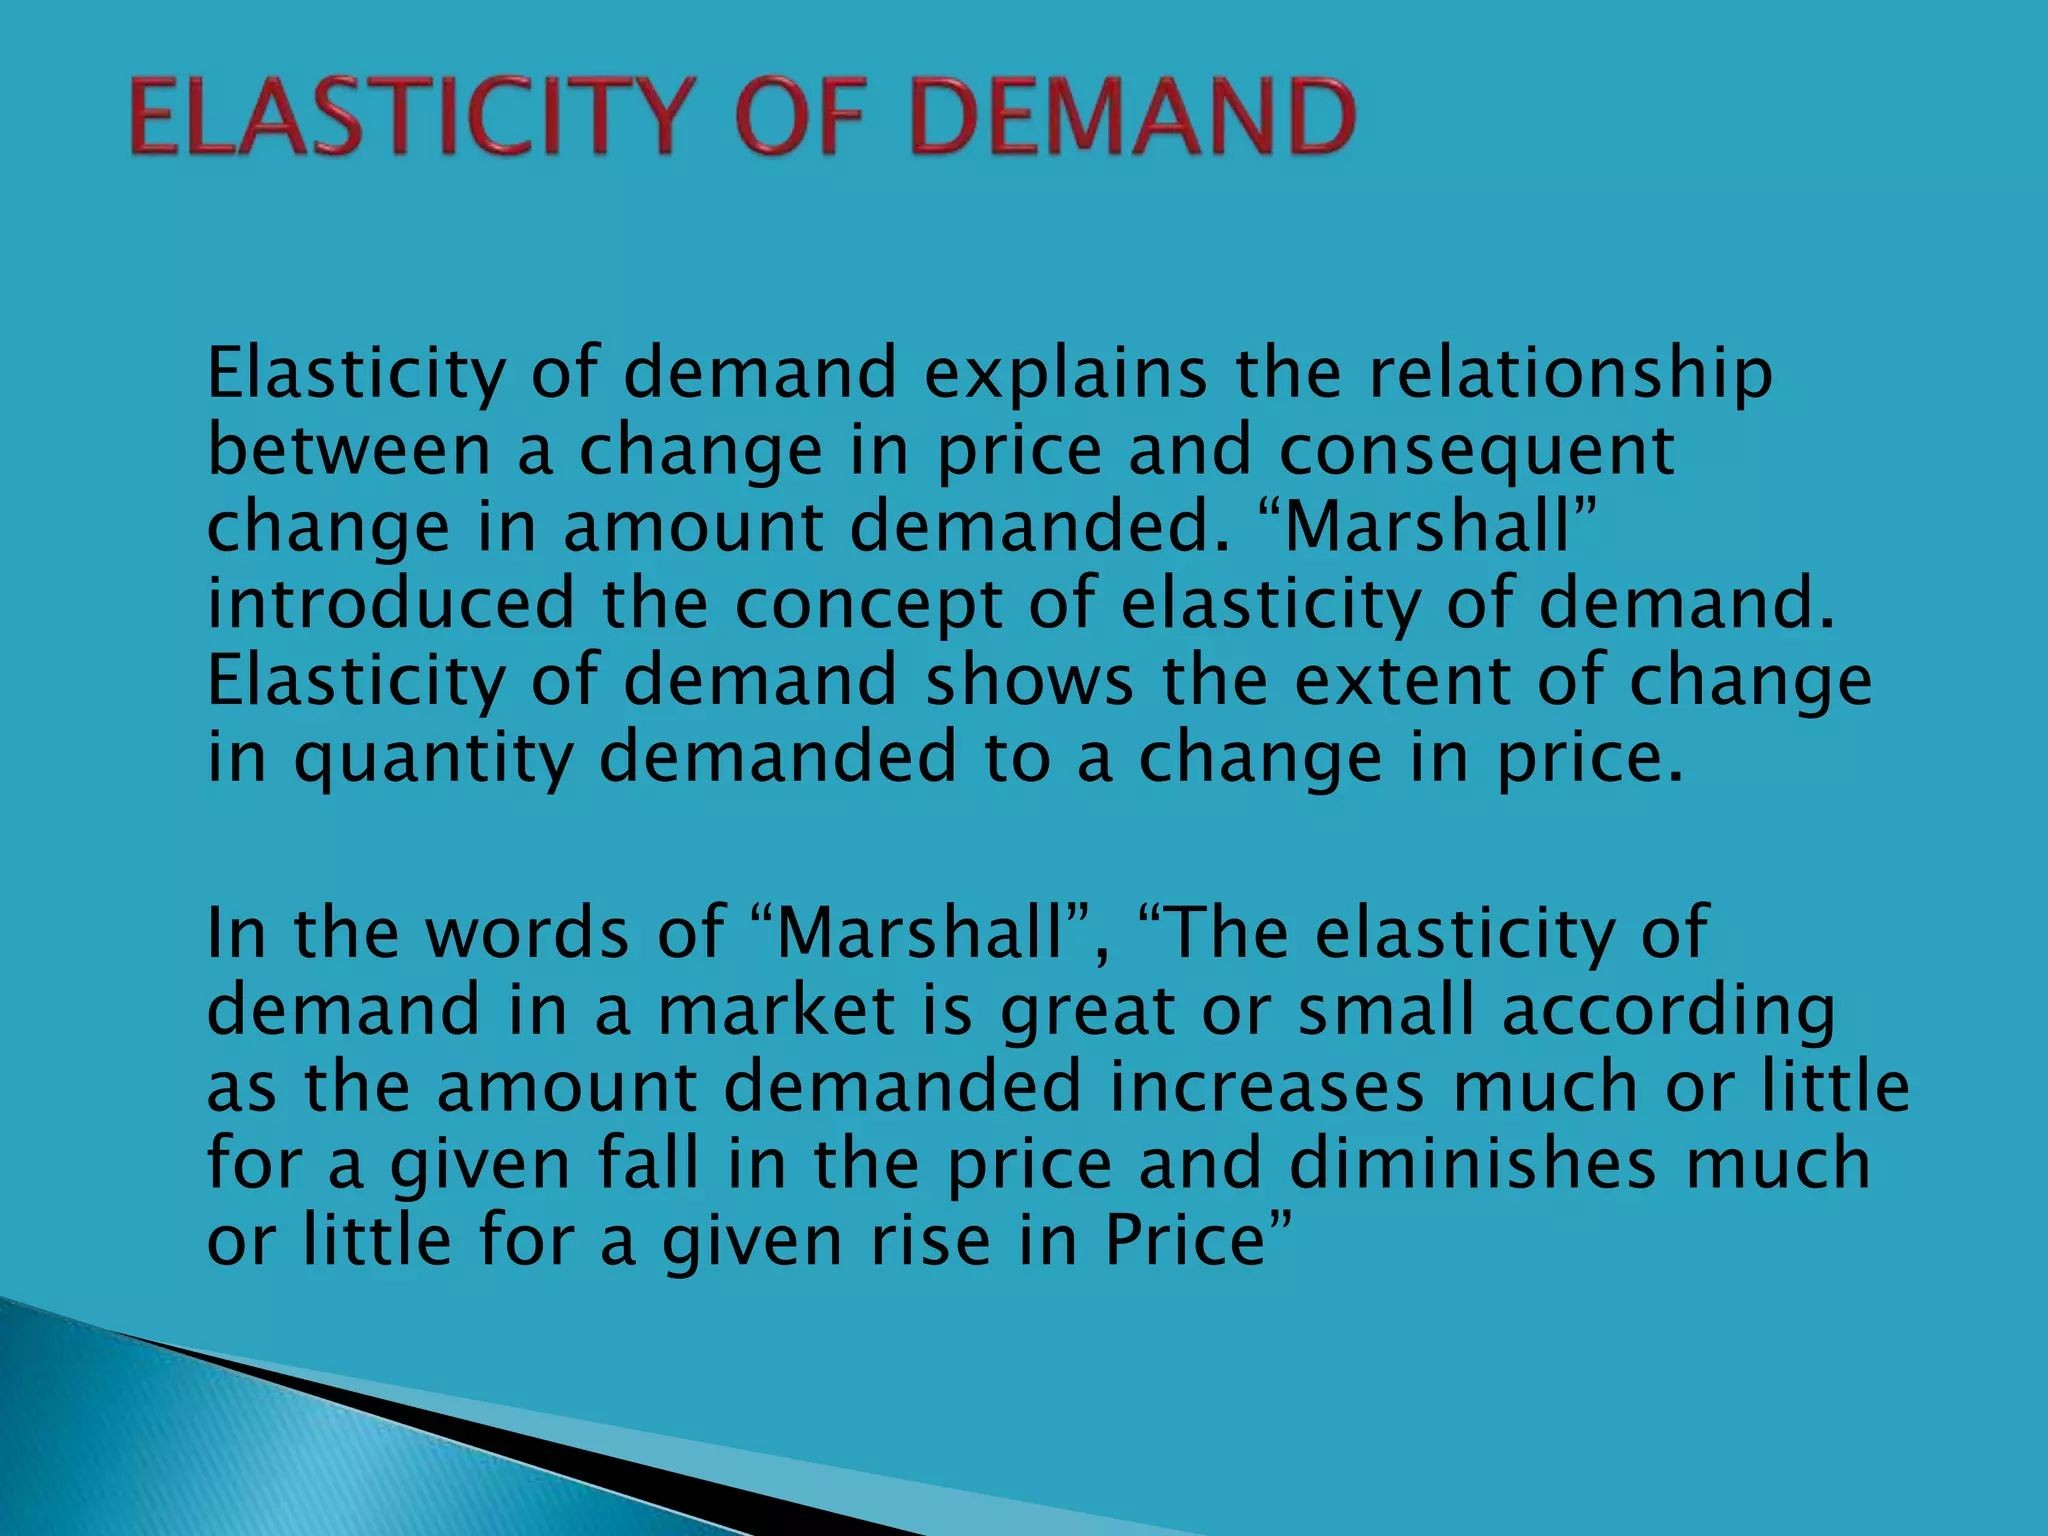 ELASTICITY OF DEMAND
Elasticity of demand explains the relationship
between a change in price and consequent
change in amount demanded. “Marshall”
introduced the concept of elasticity of demand.
Elasticity of demand shows the extent of change
in quantity demanded to a change in price.
In the words of “Marshall”, “The elasticity of
demand in a market is great or small according
as the amount demanded increases much or little
for a given fall in the price and diminishes much
or little for a given rise in Price”